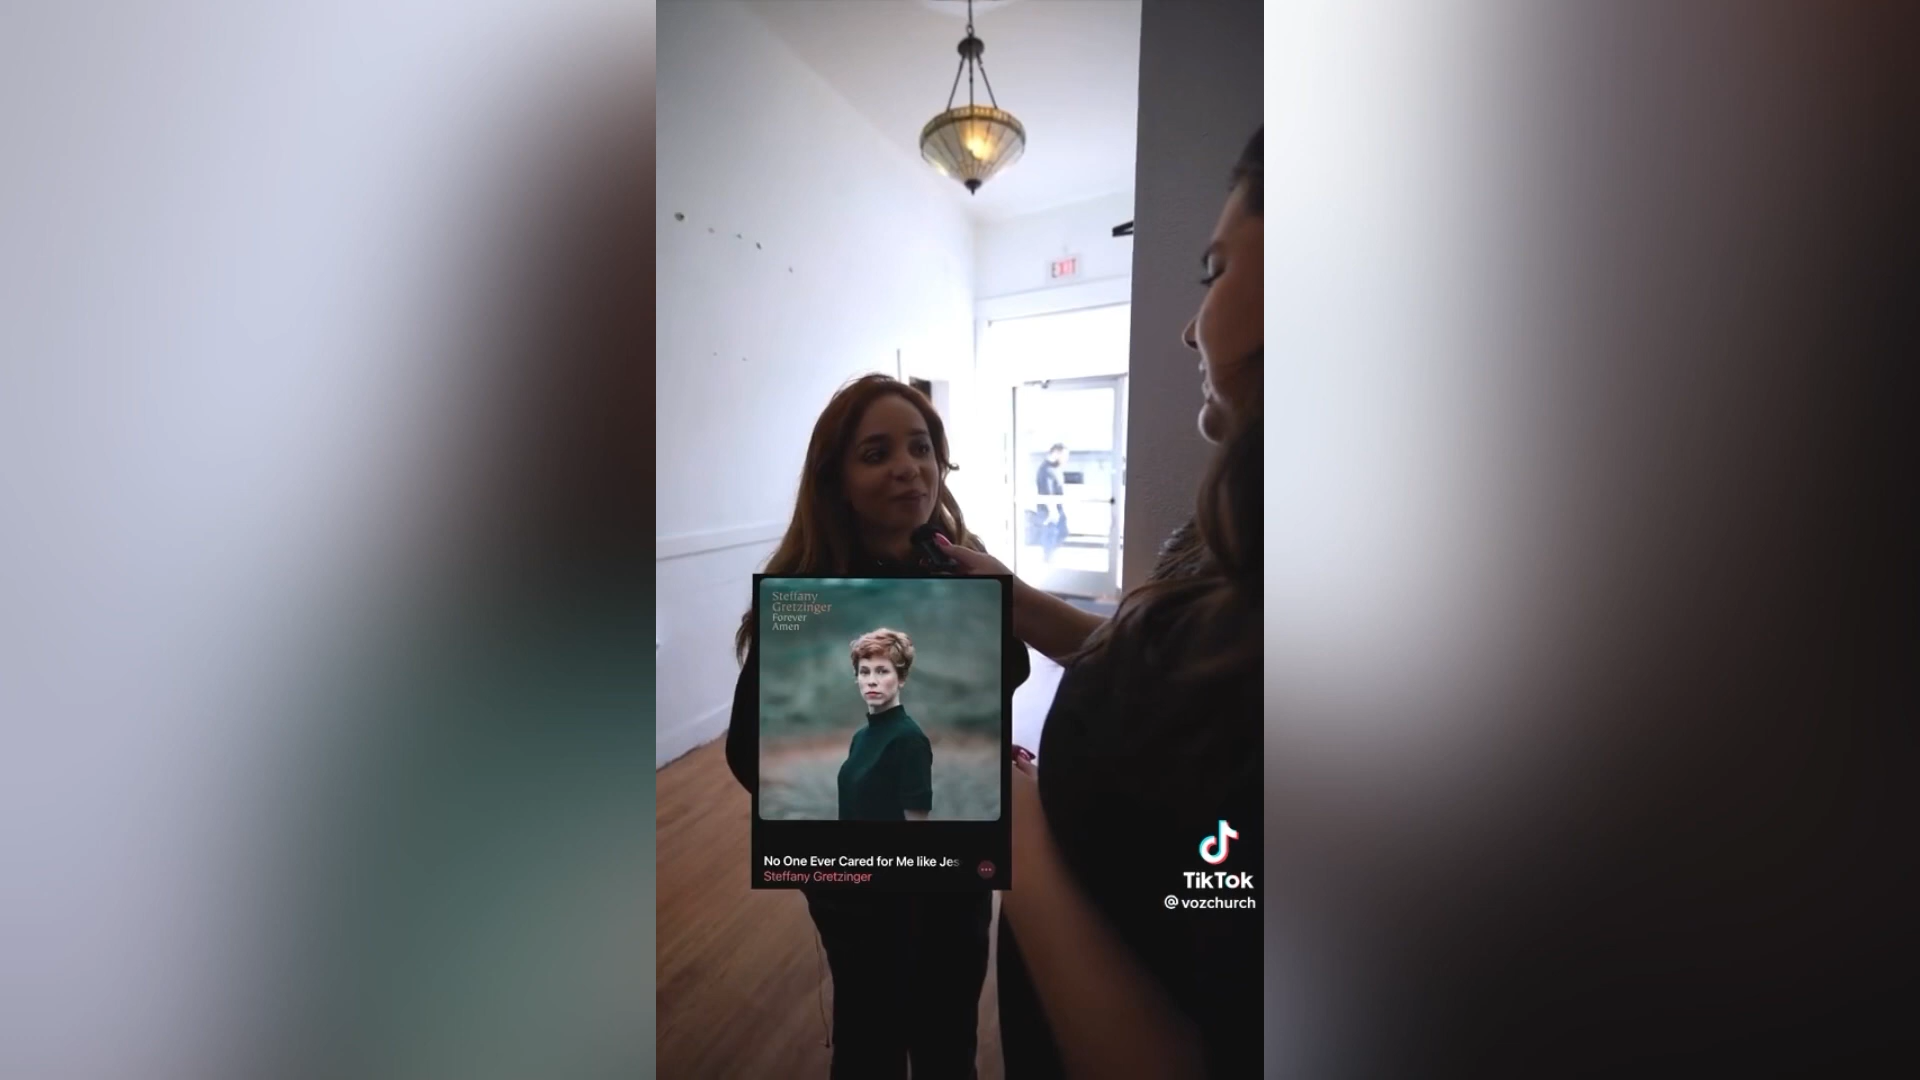 EXIT
Steffany
Gretzinger
Forever
Amen
No One Ever Cared for Me like Jes
Steffany Gretzinger
TikTok
@vozchurch